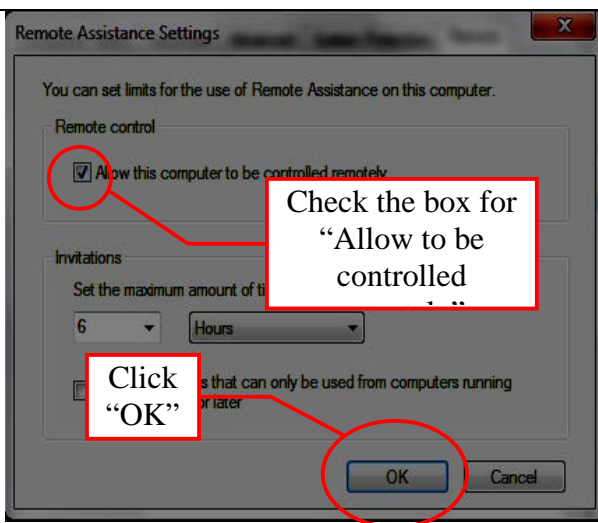 Remote Assistance Settings
You can set limits for the use of Remote Assistance on this computer.
Remote control
Allow this computer to be controlled remotely
Check the box for
“Allow to be
controlled
Invitations
Set the maximum amount of
6 Hours
Click
“OK”
that can only be used from computers running
or later
OK Cancel